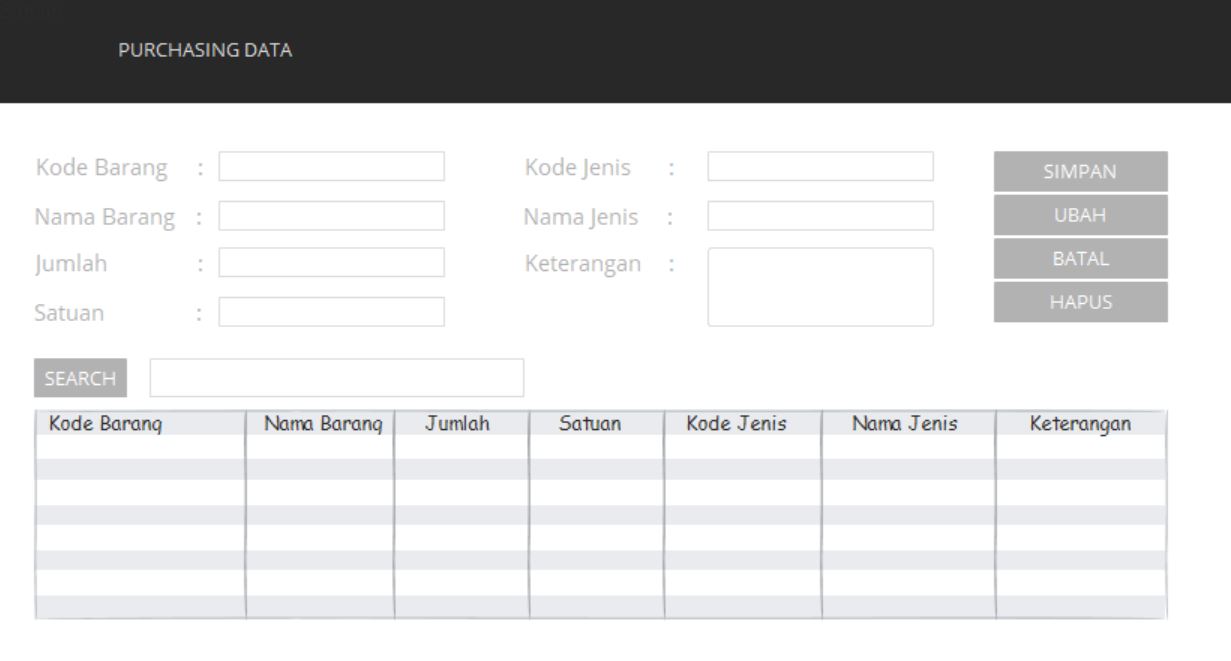 PURCHASING DATA
Kode Barang : Kode Jenis : SIMPAN
Nama Barang : Nama Jenis : UBAH
Jumlah : Keterangan : BATAL
Satuan : HAPUS
SEARCH
Kode Barang Nama Barang Jumlah Satuan Kode Jenis Nama Jenis Keterangan